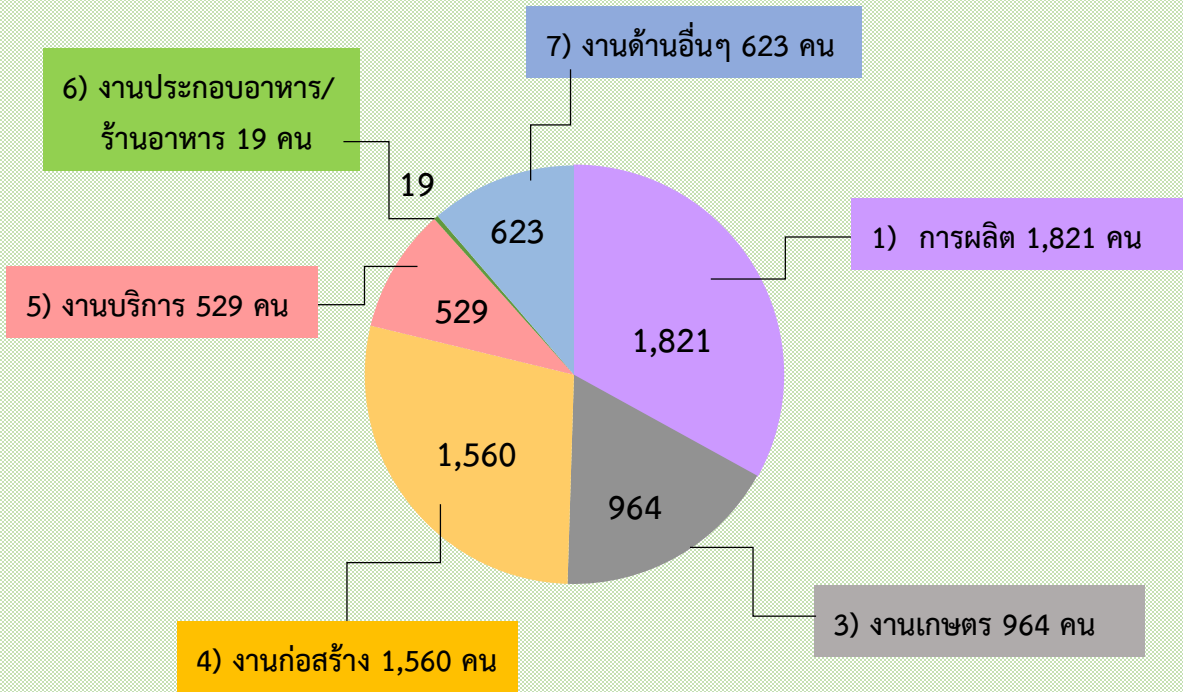 7) งานด้านอื่นๆ 623 คน
6) งานประกอบอาหาร/
ร้านอาหาร 19 คน
19
623
1) การผลิต 1,821 คน
5) งานบริการ 529 คน
529
1,821
1,560
964
3) งานเกษตร 964 คน
4) งานก่อสร้าง 1,560 คน